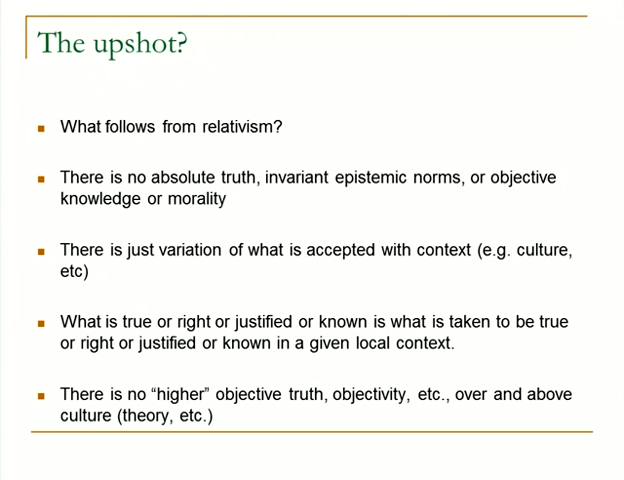 The upshot?
What follows from relativism?
There is no absolute truth, invariant epistemic norms, or objective
knowledge or morality
There is just variation of what is accepted with context (e.g. culture,
etc)
What is true or right or justified or known is what is taken to be true
or right or justified or known in a given local context.
There is no “higher” objective truth, objectivity, etc., over and above
culture (theory, etc.)